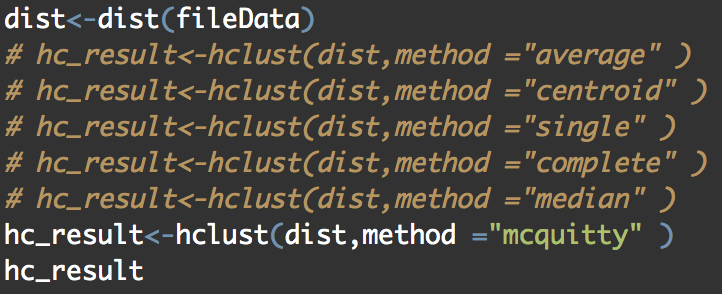 dist<-dist(fileData)
# hc_result<-hclust(dist,method ="average" )
# hc_result<-hclust(dist,method ="centroid" )
# hc_result<-hclust(dist,method ="single" )
# hc_result<-hclust(dist,method ="complete" )
# hc_result<-hclust(dist,method ="median" )
hc_result<-hclust(dist,method ="mcquitty" )
hc_result